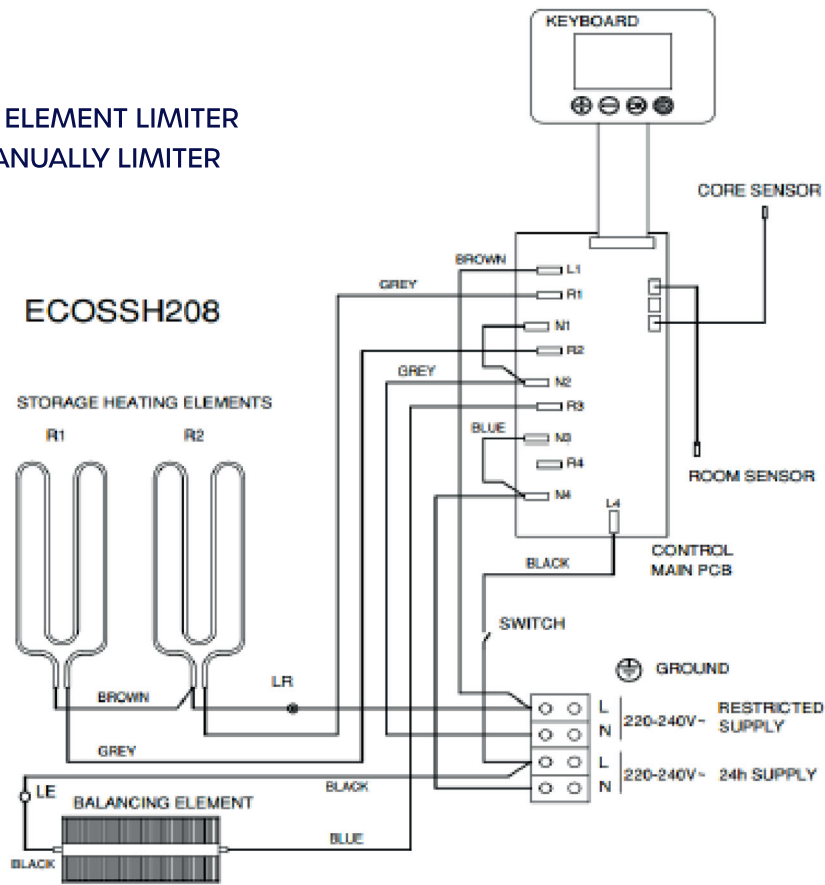 KEYBOARD
ELEMENT LIMITER
ANUALLY LIMITER
CORE SENSOR
BROWN
L1
GREY
R1
ECOSSH208
N1
R2
GREY
N2
STORAGE HEATING ELEMENTS
R3
R1
R2
BLUE
N3
R4
ROOM SENSOR
N4
L4
BLACK
CONTROL
MAIN PCB
SWITCH
GROUND
LR
BROWN
L
N
220-240V~
RESTRICTED
SUPPLY
GREY
L
N
220-240V~
24h SUPPLY
BLACK
LE
BALANCING ELEMENT
BLUE
BLACK